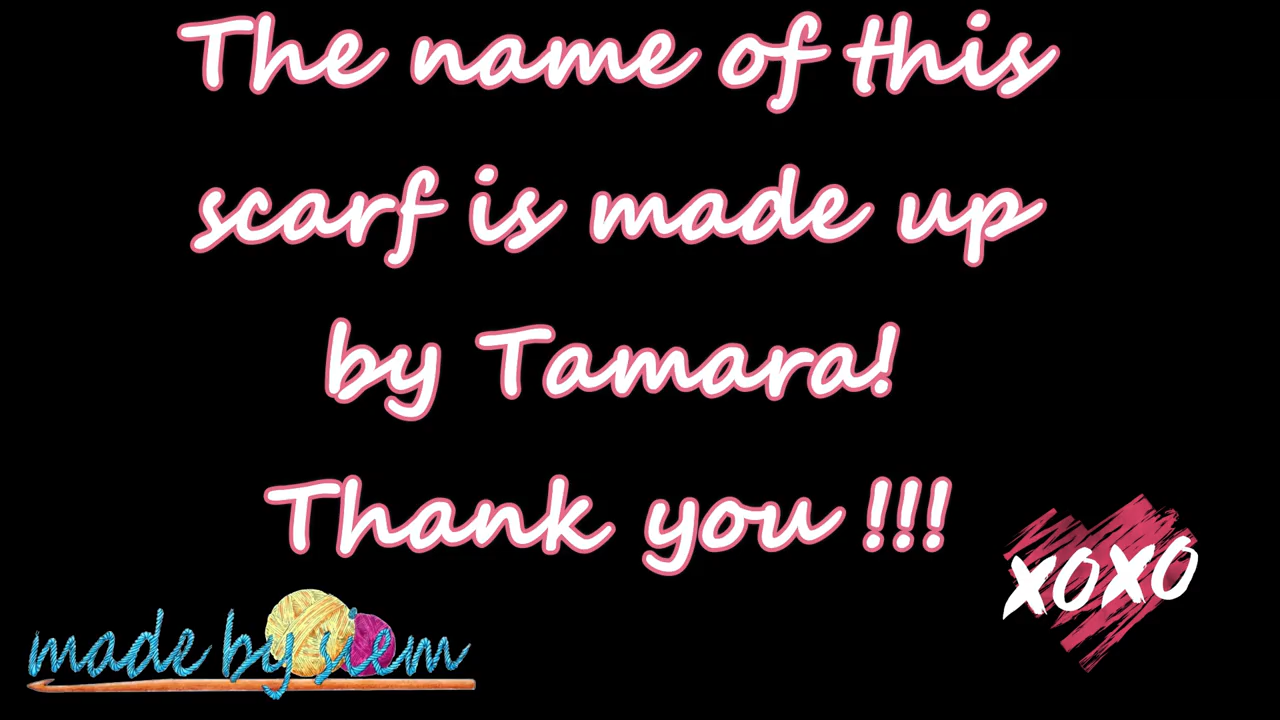 The name of this
scarf is made up
by Tamara!
Thank you !!!
XOXO
made by siem